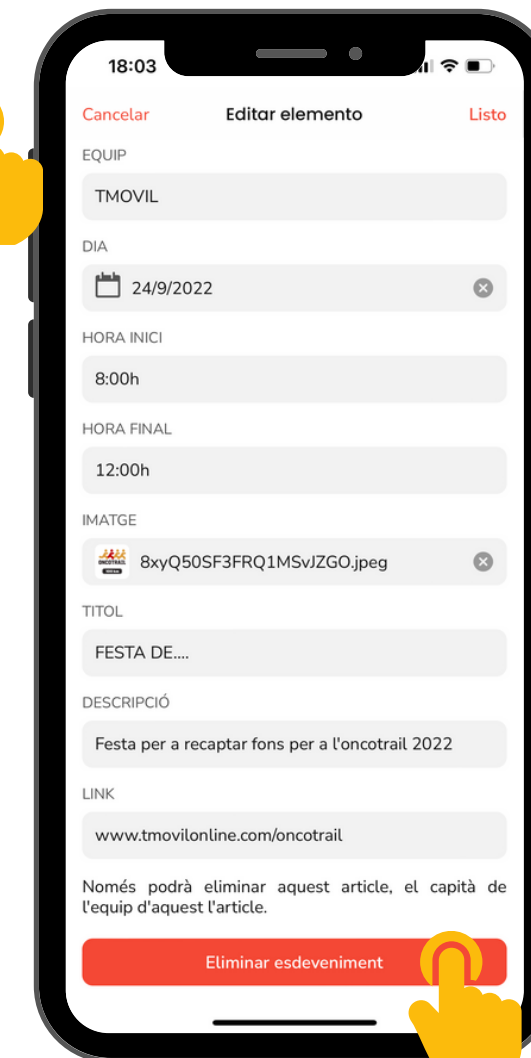 18:03
Cancelar Editar elemento Listo
EQUIP
TMOVIL
DIA
24/9/2022
HORA INICI
8:00h
HORA FINAL
12:00h
IMATGE
ONCOTRAIL
8xyQ50SF3FRQ1MSvJZGO.jpeg
TITOL
FESTA DE....
DESCRIPCIÓ
Festa per a recaptar fons per a l'oncotrail 2022
LINK
www.tmovilonline.com/oncotrail
Només podrà eliminar aquest article, el capità de
l'equip d'aquest l'article.
Eliminar esdeveniment